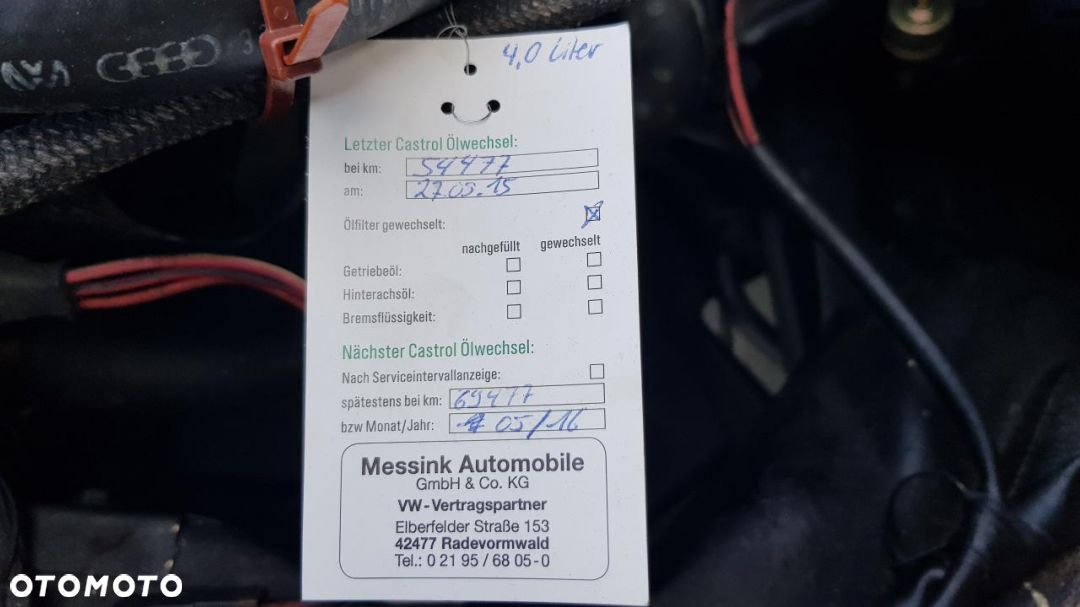 4,0 Liter
Letzter Castrol Ölwechsel:
bei km: 54477
am: 27.05.15
Ölfilter gewechselt:
nachgefüllt gewechselt
Getriebeöl:
Hinterachsöl:
Bremsflüssigkeit:
Nächster Castrol Ölwechsel:
Nach Serviceintervallanzeige:
spätestens bei km: 69477
bzw Monat/Jahr: 05/16
Messink Automobile
GmbH & Co. KG
VW-Vertragspartner
Elberfelder Straße 153
42477 Radevormwald
Tel.: 0 21 95 / 6 8 05-0
OTOMOTO